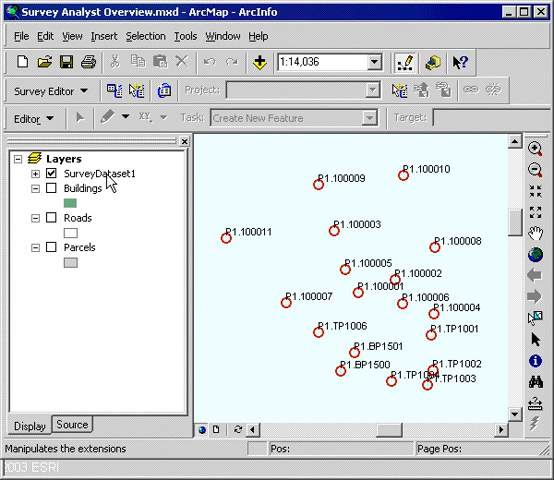 Survey Analyst Overview.mxd - ArcMap - ArcInfo
File Edit View Insert Selection Tools Window Help
1:14,036
Survey Editor Project:
Editor Task: Create New Feature Target:
Layers
SurveyDataset1
Buildings
Roads
Parcels
P1.100009
P1.100010
P1.100011
P1.100003
P1.100008
P1.100005
P1.100002
P1.100001
P1.100007
P1.100006
P1.100004
P1.TP1006
P1.TP1001
P1.BP1501
P1.BP1500
P1.TP1002
P1.TP1004
P1.TP1003
Display Source
Manipulates the extensions Pos: Page Pos:
2003 ESRI